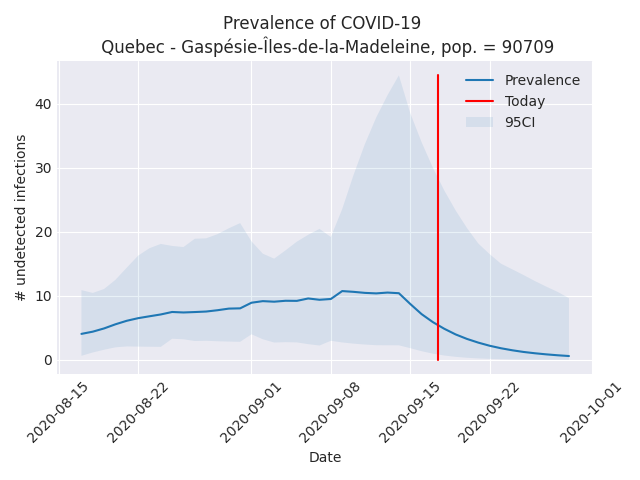 Prevalence of COVID-19
Quebec - Gaspésie-Îles-de-la-Madeleine, pop. = 90709
Prevalence
Today
95CI
# undetected infections
40
30
20
10
0
2020-08-15
2020-08-22
2020-09-01
2020-09-08
2020-09-15
2020-09-22
2020-10-01
Date